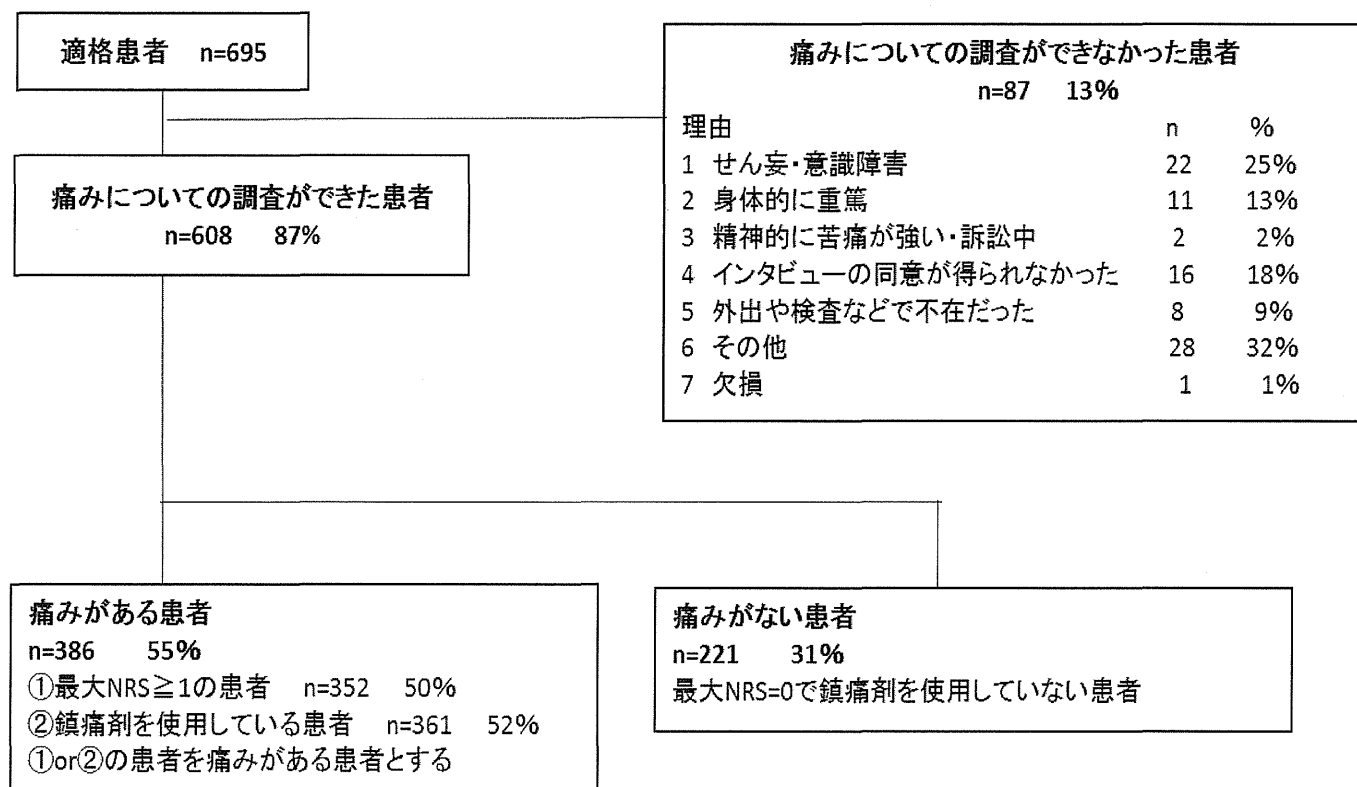 適格患者 n=695
痛みについての調査ができなかった患者
n=87 13%
理由 n %
1 せん妄・意識障害 22 25%
2 身体的に重篤 11 13%
3 精神的に苦痛が強い・訴訟中 2 2%
4 インタビューの同意が得られなかった 16 18%
5 外出や検査などで不在だった 8 9%
6 その他 28 32%
7 欠損 1 1%
痛みについての調査ができた患者
n=608 87%
痛みがある患者
n=386 55%
①最大NRS≧1の患者 n=352 50%
②鎮痛剤を使用している患者 n=361 52%
①or②の患者を痛みがある患者とする
痛みがない患者
n=221 31%
最大NRS=0で鎮痛剤を使用していない患者